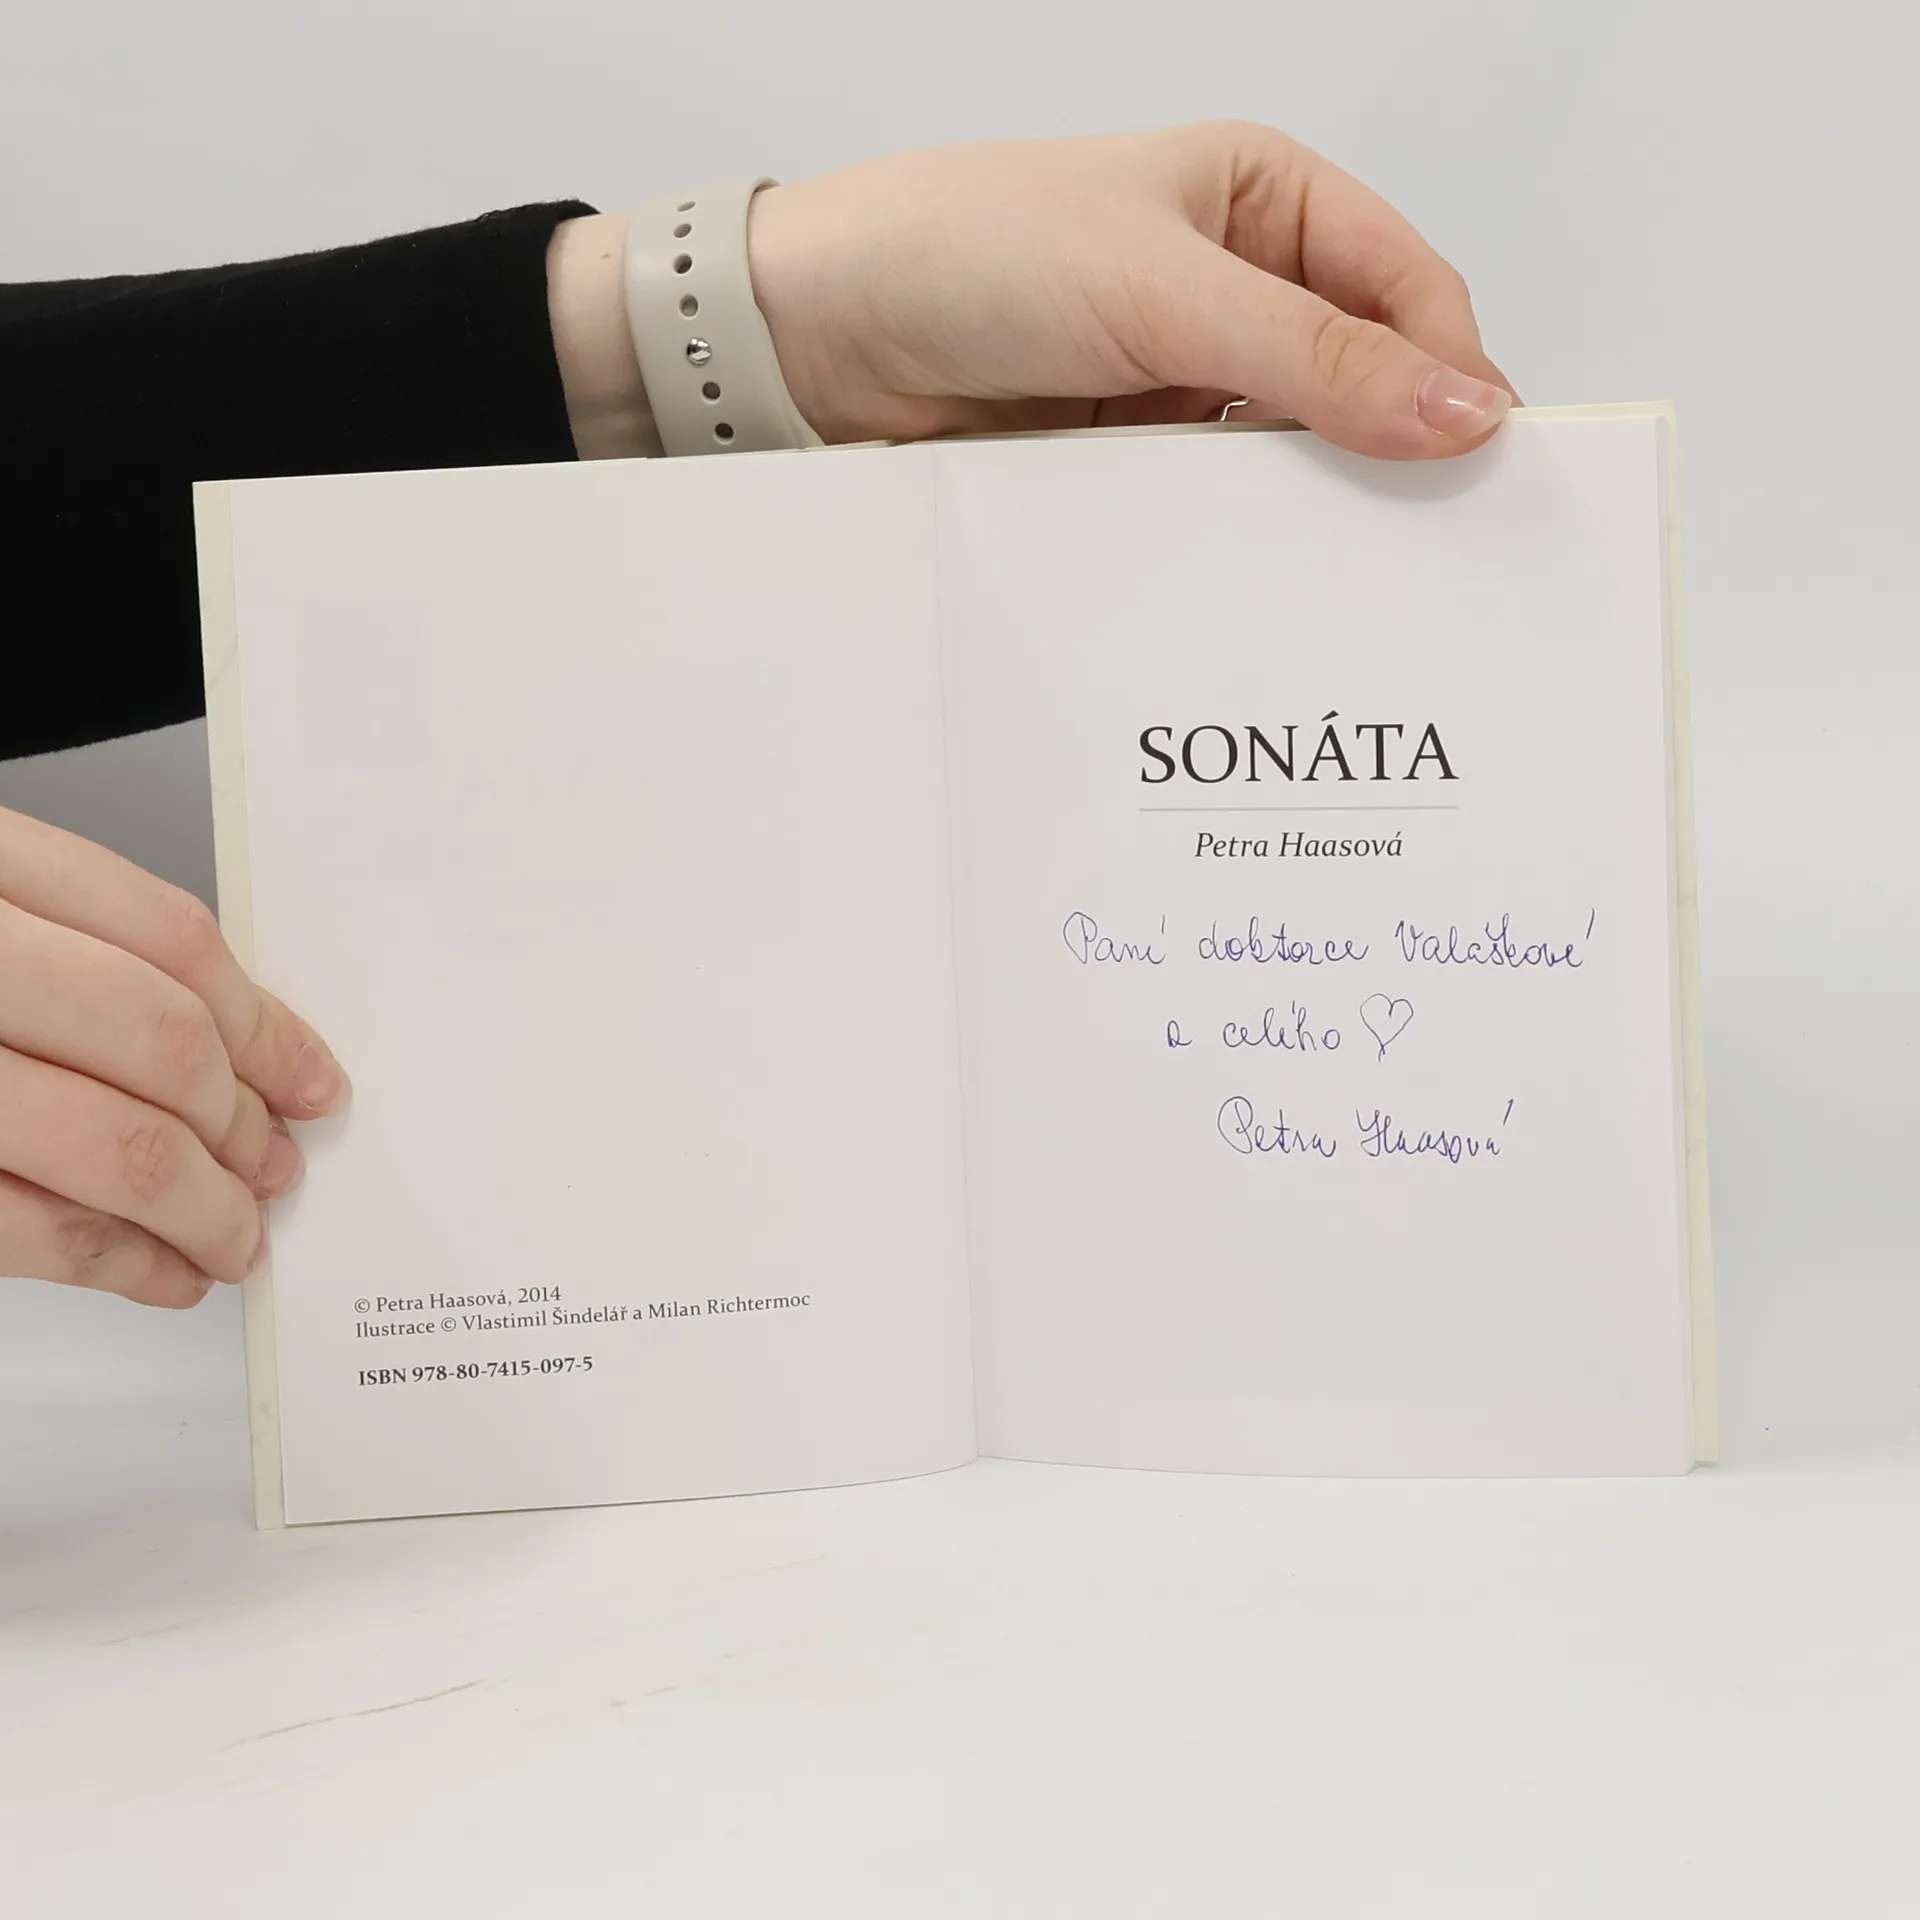 © Petra Haasová, 2014
Ilustrace © Vlastimil Šindelář a Milan Richtermoc
ISBN 978-80-7415-097-5
SONÁTA
Petra Haasová
Paní doktorce Valaškové
z celého ♡
Petra Haasová